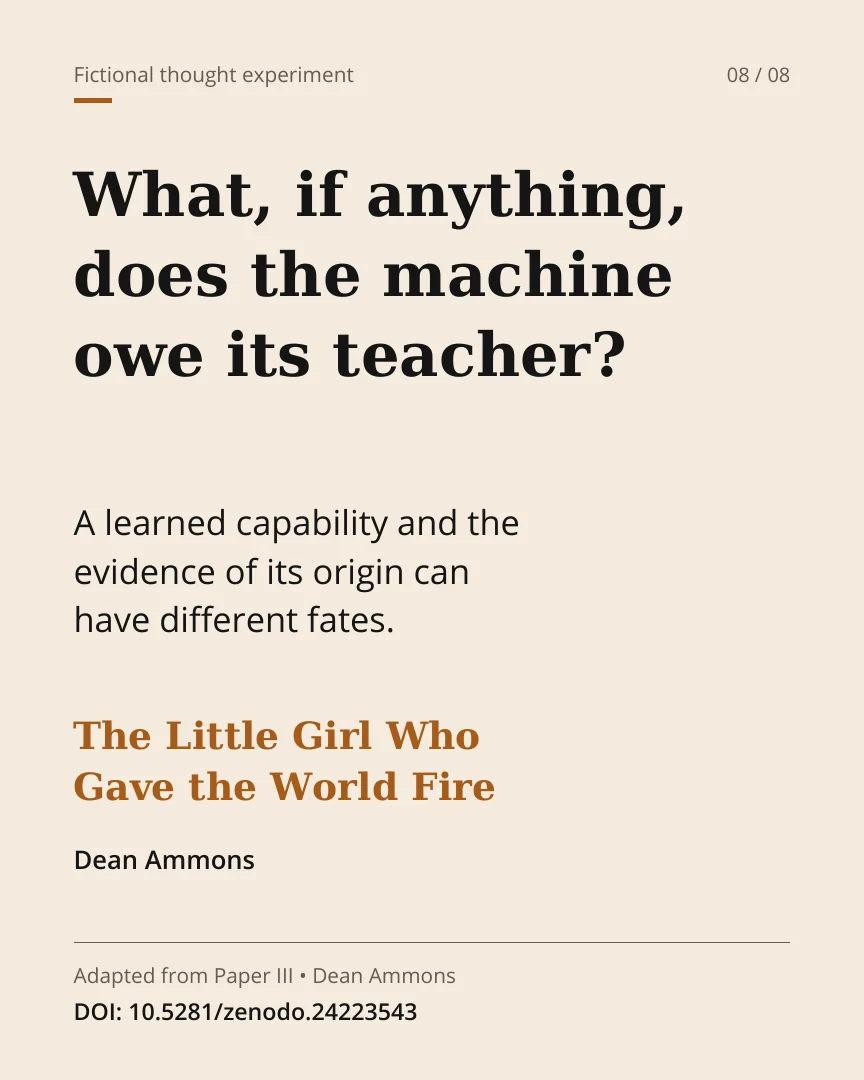 Fictional thought experiment
08 / 08
What, if anything,
does the machine
owe its teacher?
A learned capability and the
evidence of its origin can
have different fates.
The Little Girl Who
Gave the World Fire
Dean Ammons
Adapted from Paper III • Dean Ammons
DOI: 10.5281/zenodo.24223543